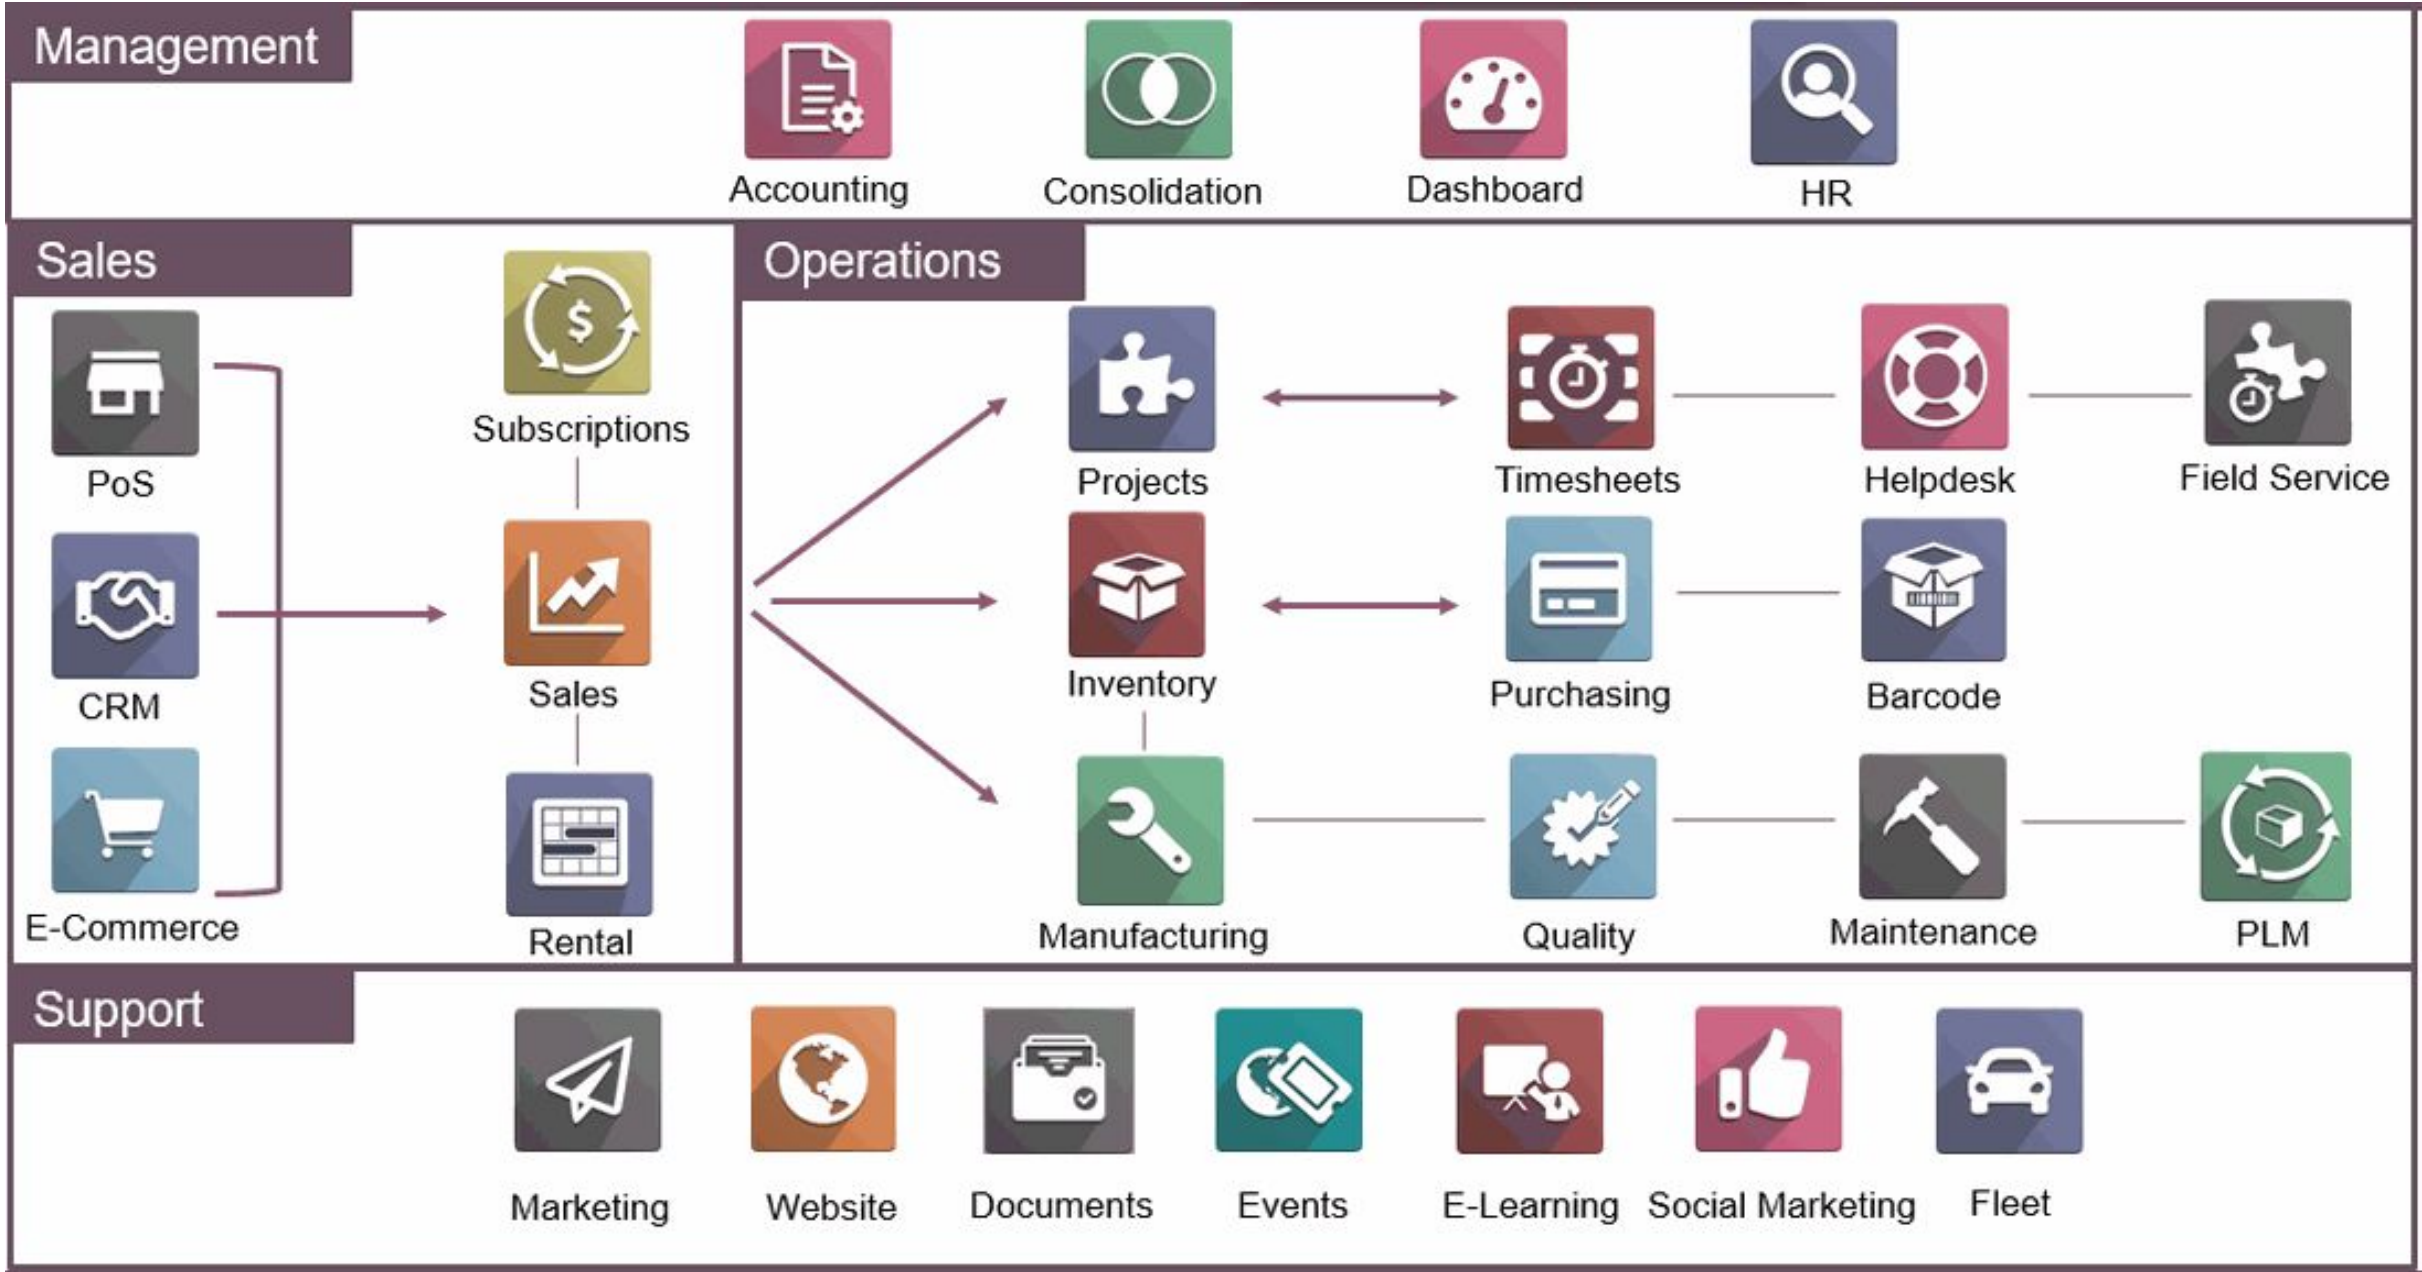 Management
Accounting
Consolidation
Dashboard
HR
Sales
PoS
CRM
E-Commerce
Subscriptions
$
Sales
Rental
Operations
Projects
Timesheets
Helpdesk
Field Service
Inventory
Purchasing
Barcode
Manufacturing
Quality
Maintenance
PLM
Support
Marketing
Website
Documents
Events
E-Learning
Social Marketing
Fleet